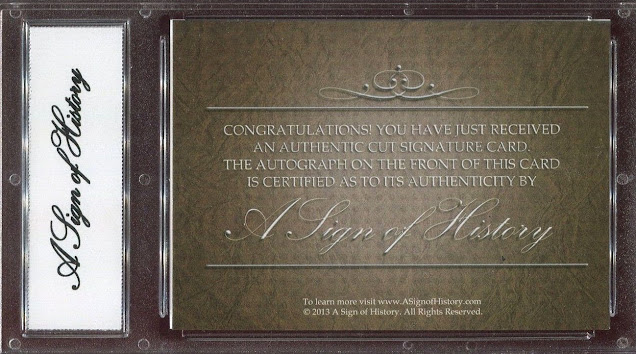 A Sign of History
CONGRATULATIONS! YOU HAVE JUST RECEIVED
AN AUTHENTIC CUT SIGNATURE CARD.
THE AUTOGRAPH ON THE FRONT OF THIS CARD
IS CERTIFIED AS TO ITS AUTHENTICITY BY
A Sign of History
To learn more visit www.ASignofHistory.com
© 2013 A Sign of History. All Rights Reserved.